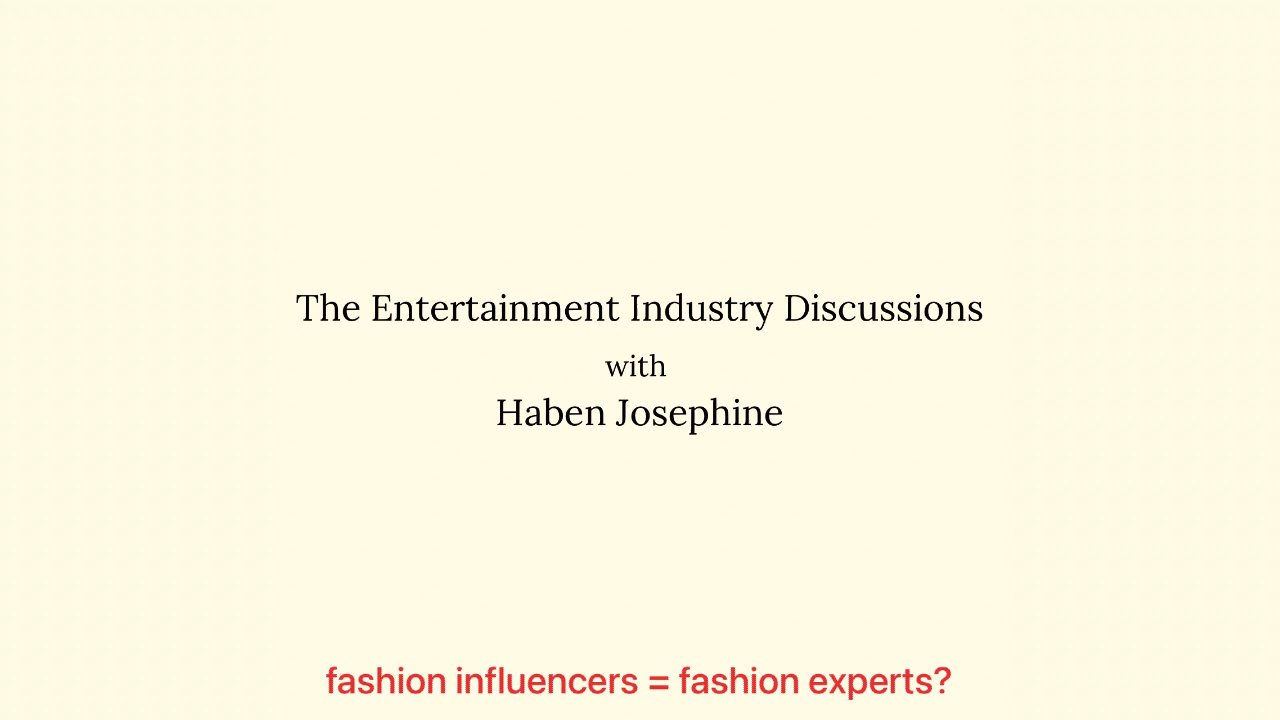 The Entertainment Industry Discussions
with
Haben Josephine
fashion influencers = fashion experts?